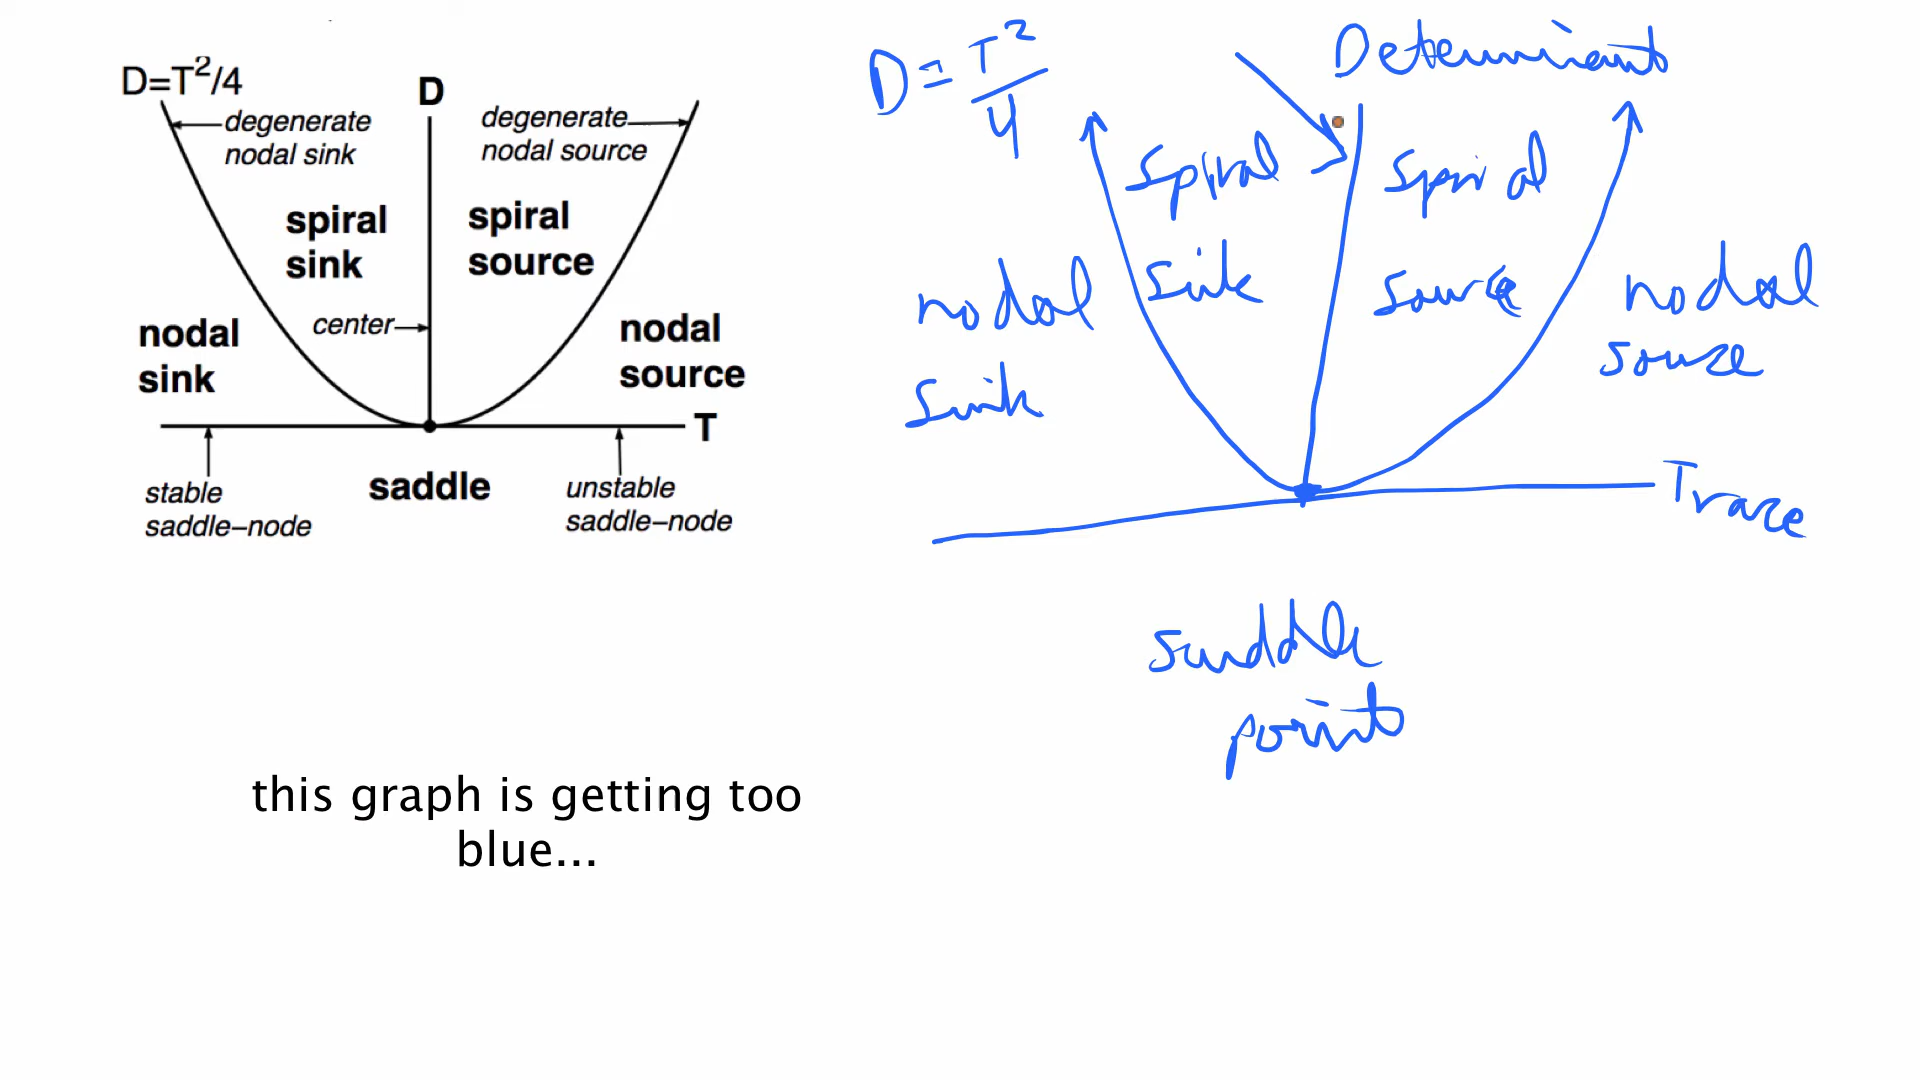 D=T²/4
D
degenerate
nodal sink
degenerate
nodal source
spiral
sink
spiral
source
center
nodal
sink
nodal
source
T
stable
saddle–node
saddle
unstable
saddle–node
this graph is getting too
blue...
D = T²/4
Determinant
spiral
sink
spiral
source
nodal
sink
nodal
source
Trace
saddle
point